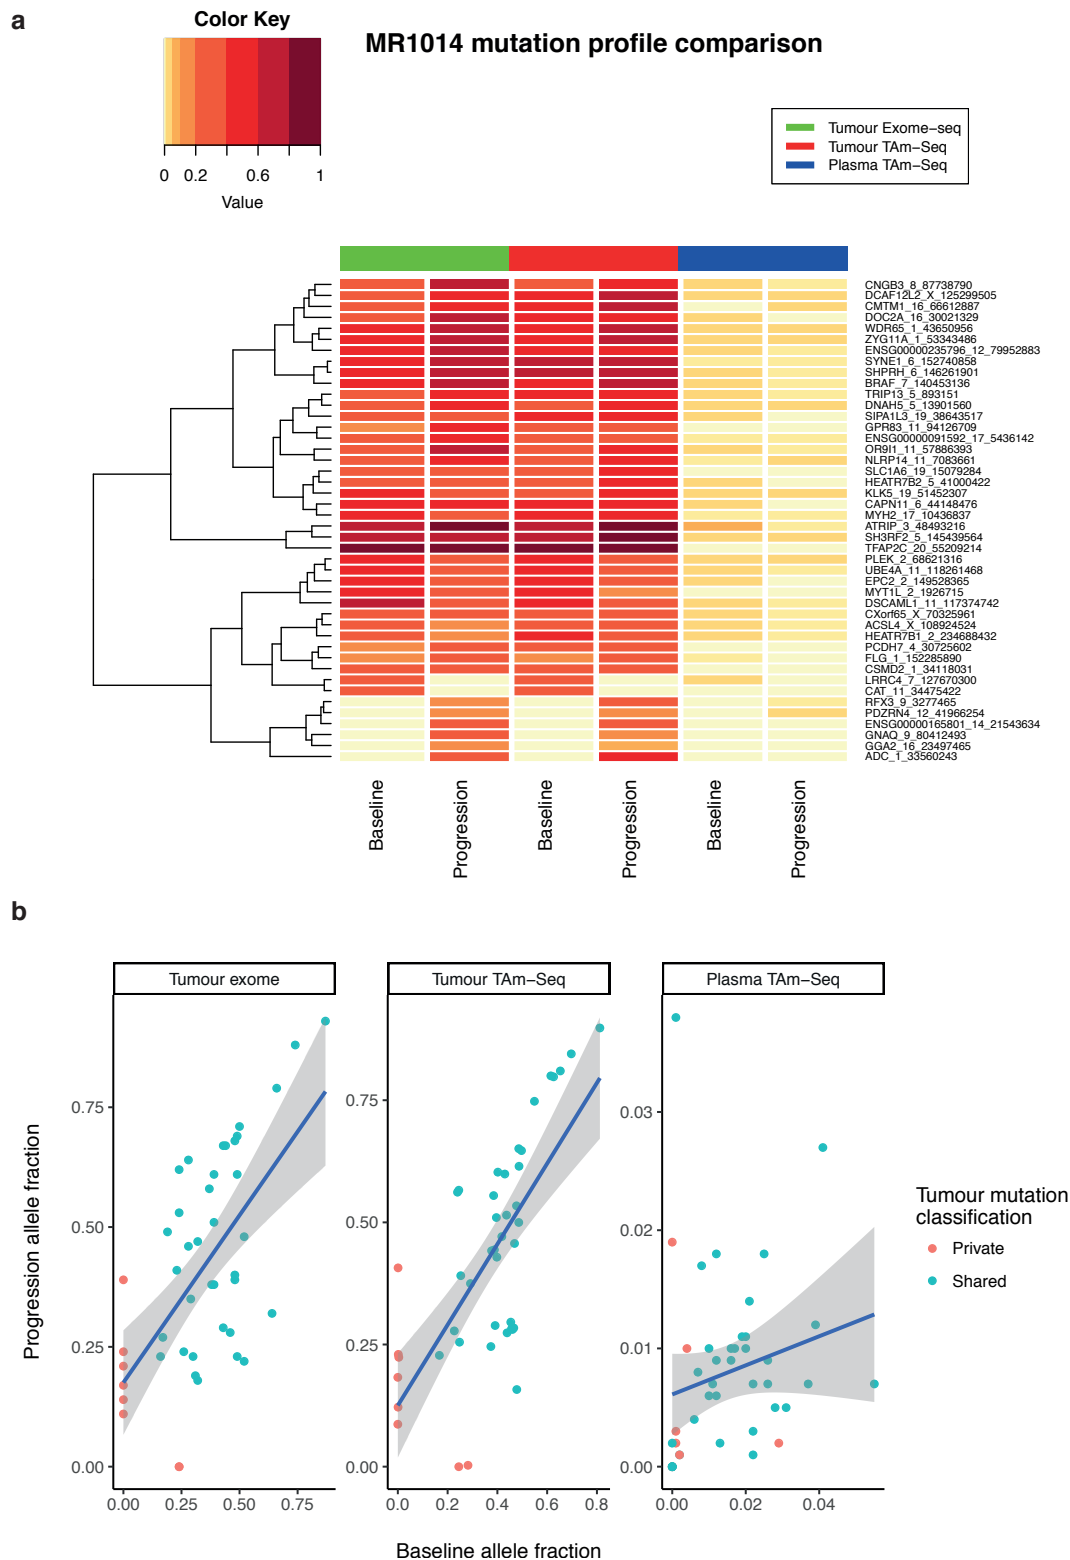 a
Color Key
MR1014 mutation profile comparison
0 0.2 0.6 1
Value
Tumour Exome−seq
Tumour TAm−Seq
Plasma TAm−Seq
CNGB3_8_87738790
DCAF12L2_X_125299505
CMTM1_16_66612887
DOC2A_16_30021329
WDR65_1_43650956
ZYG11A_1_53343486
ENSG00000235796_12_79952883
SYNE1_6_152740858
SHPRH_6_146261901
BRAF_7_140453136
TRIP13_5_893151
DNAH5_5_13901560
SIPA1L3_19_38643517
GPR83_11_94126709
ENSG00000091592_17_5436142
OR9I1_11_57886393
NLRP14_11_7083661
SLC1A6_19_15079284
HEATR7B2_5_41000422
KLK5_19_51452307
CAPN11_6_44148476
MYH2_17_10436837
ATRIP_3_48493216
SH3RF2_5_145439564
TFAP2C_20_55209214
PLEK_2_68621316
UBE4A_11_118261468
EPC2_2_149528365
MYT1L_2_1926715
DSCAML1_11_117374742
CXorf65_X_70325961
ACSL4_X_108924524
HEATR7B1_2_234688432
PCDH7_4_30725602
FLG_1_152285890
CSMD2_1_34118031
LRRC4_7_127670300
CAT_11_34475422
RFX3_9_3277465
PDZRN4_12_41966254
ENSG00000165801_14_21543634
GNAQ_9_80412493
GGA2_16_23497465
ADC_1_33560243
Baseline
Progression
Baseline
Progression
Baseline
Progression
b
Tumour exome
Tumour TAm−Seq
Plasma TAm−Seq
Progression allele fraction
0.75
0.50
0.25
0.00
0.00 0.25 0.50 0.75
0.75
0.50
0.25
0.00
0.0 0.2 0.4 0.6 0.8
0.03
0.02
0.01
0.00
0.00 0.02 0.04
Baseline allele fraction
Tumour mutation
classification
Private
Shared